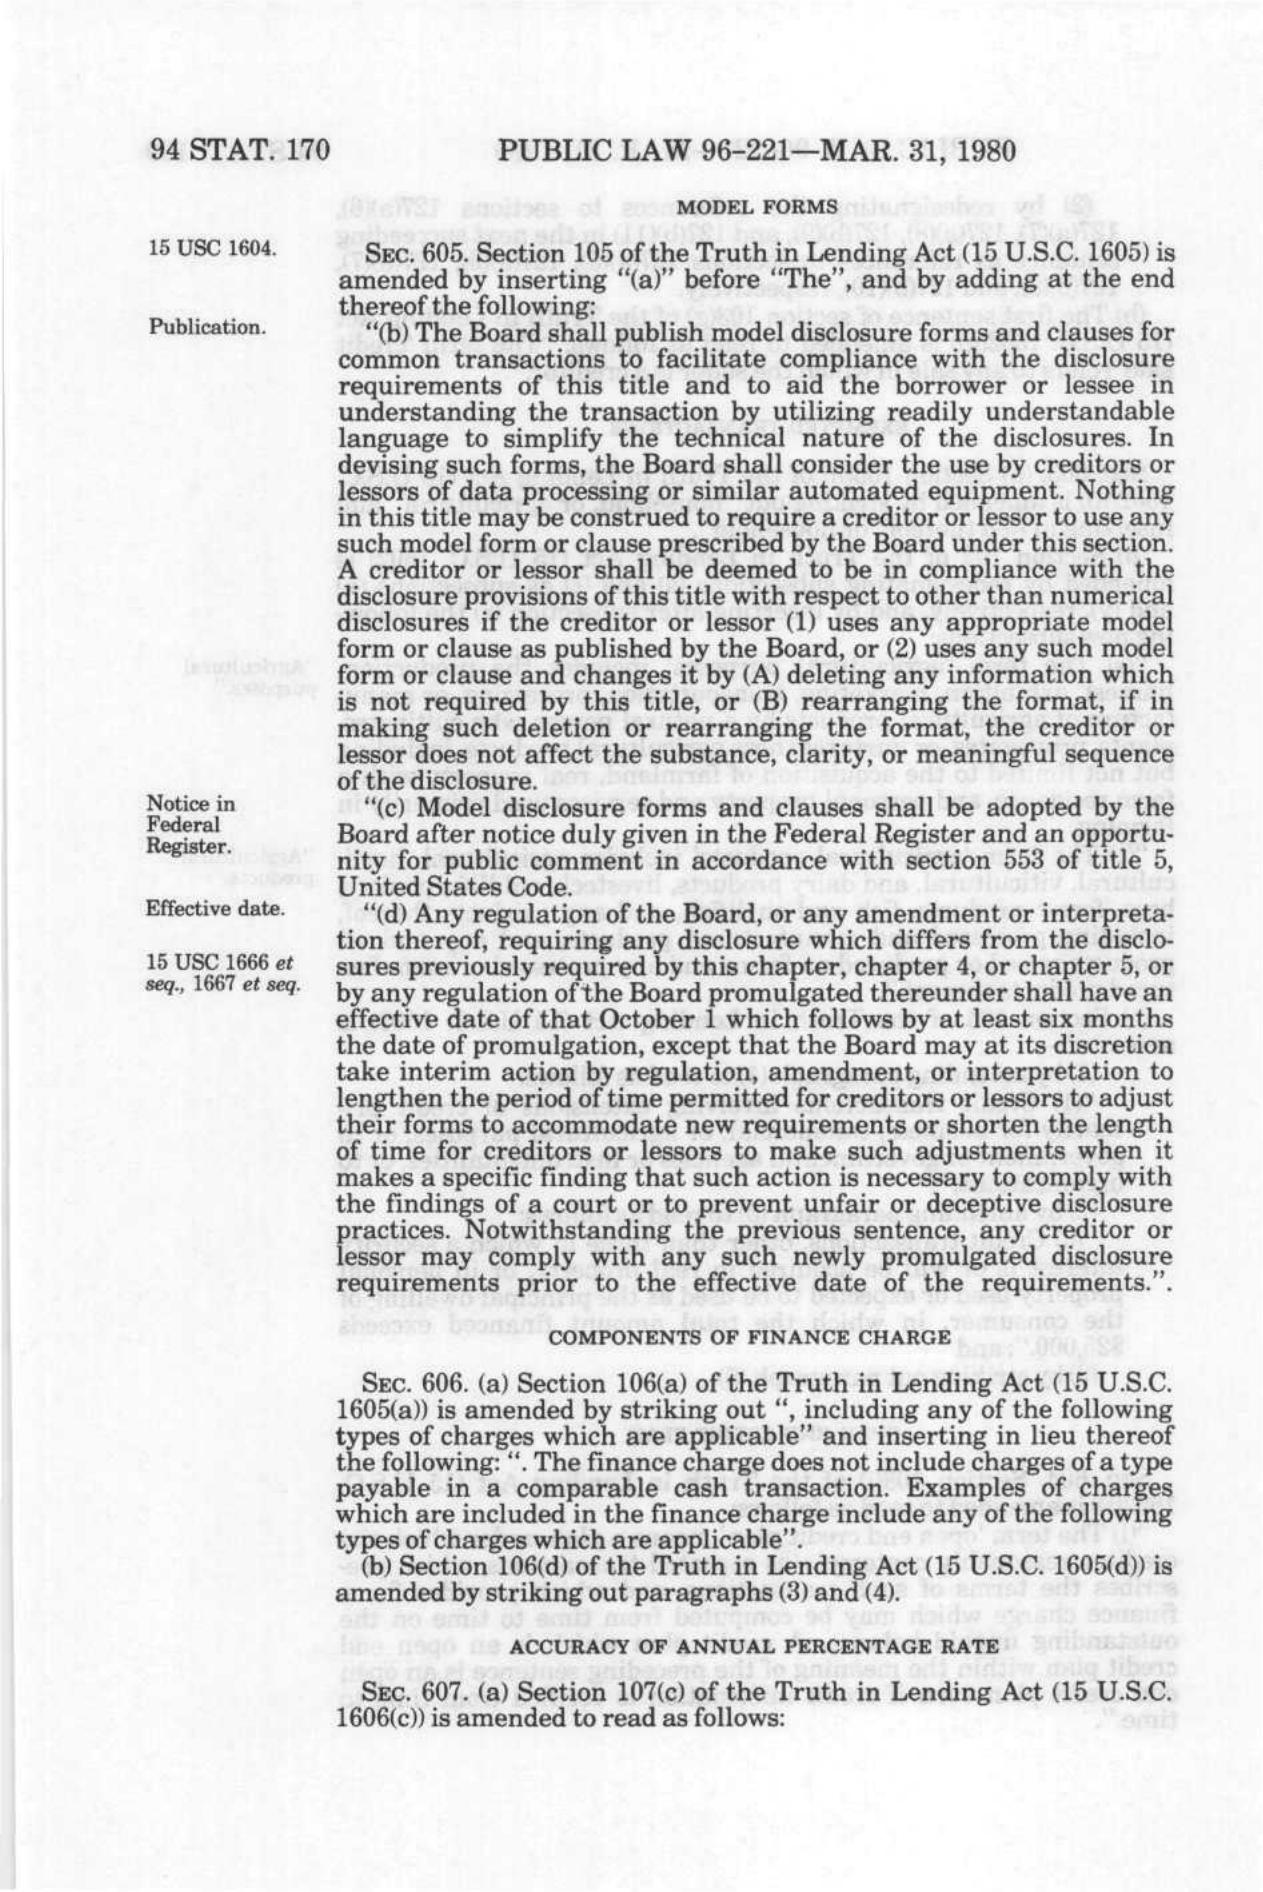 94 STAT. 170
PUBLIC LAW 96-221—MAR. 31, 1980
MODEL FORMS
15 USC 1604.
SEC. 605. Section 105 of the Truth in Lending Act (15 U.S.C. 1605) is
amended by inserting “(a)” before “The”, and by adding at the end
thereof the following:
Publication.
“(b) The Board shall publish model disclosure forms and clauses for
common transactions to facilitate compliance with the disclosure
requirements of this title and to aid the borrower or lessee in
understanding the transaction by utilizing readily understandable
language to simplify the technical nature of the disclosures. In
devising such forms, the Board shall consider the use by creditors or
lessors of data processing or similar automated equipment. Nothing
in this title may be construed to require a creditor or lessor to use any
such model form or clause prescribed by the Board under this section.
A creditor or lessor shall be deemed to be in compliance with the
disclosure provisions of this title with respect to other than numerical
disclosures if the creditor or lessor (1) uses any appropriate model
form or clause as published by the Board, or (2) uses any such model
form or clause and changes it by (A) deleting any information which
is not required by this title, or (B) rearranging the format, if in
making such deletion or rearranging the format, the creditor or
lessor does not affect the substance, clarity, or meaningful sequence
of the disclosure.
Notice in
Federal
Register.
“(c) Model disclosure forms and clauses shall be adopted by the
Board after notice duly given in the Federal Register and an opportu-
nity for public comment in accordance with section 553 of title 5,
United States Code.
Effective date.
“(d) Any regulation of the Board, or any amendment or interpreta-
tion thereof, requiring any disclosure which differs from the disclo-
15 USC 1666 et
seq., 1667 et seq.
sures previously required by this chapter, chapter 4, or chapter 5, or
by any regulation of the Board promulgated thereunder shall have an
effective date of that October 1 which follows by at least six months
the date of promulgation, except that the Board may at its discretion
take interim action by regulation, amendment, or interpretation to
lengthen the period of time permitted for creditors or lessors to adjust
their forms to accommodate new requirements or shorten the length
of time for creditors or lessors to make such adjustments when it
makes a specific finding that such action is necessary to comply with
the findings of a court or to prevent unfair or deceptive disclosure
practices. Notwithstanding the previous sentence, any creditor or
lessor may comply with any such newly promulgated disclosure
requirements prior to the effective date of the requirements.”.
COMPONENTS OF FINANCE CHARGE
SEC. 606. (a) Section 106(a) of the Truth in Lending Act (15 U.S.C.
1605(a)) is amended by striking out “, including any of the following
types of charges which are applicable” and inserting in lieu thereof
the following: “. The finance charge does not include charges of a type
payable in a comparable cash transaction. Examples of charges
which are included in the finance charge include any of the following
types of charges which are applicable”.
(b) Section 106(d) of the Truth in Lending Act (15 U.S.C. 1605(d)) is
amended by striking out paragraphs (3) and (4).
ACCURACY OF ANNUAL PERCENTAGE RATE
SEC. 607. (a) Section 107(c) of the Truth in Lending Act (15 U.S.C.
1606(c)) is amended to read as follows: